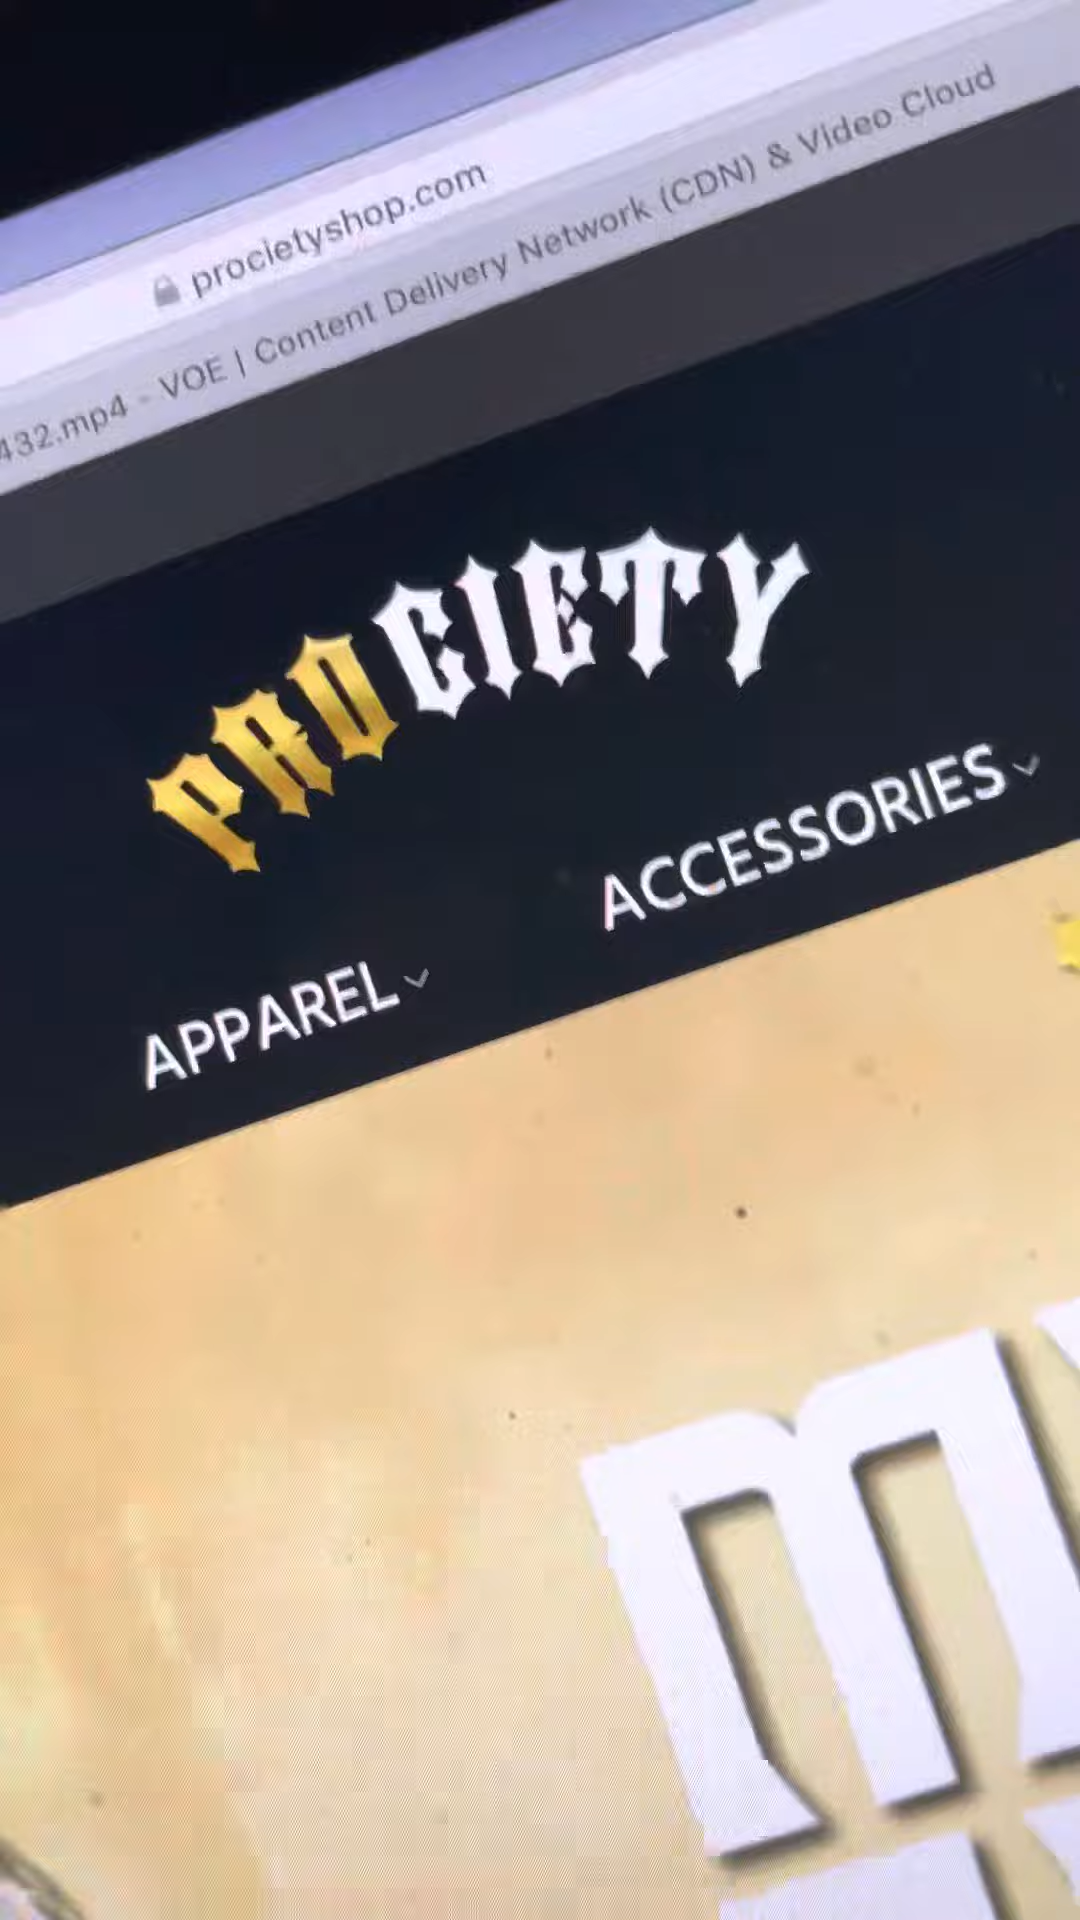 procietyshop.com
432.mp4 - VOE | Content Delivery Network (CDN) & Video Cloud
PROCIETY
APPAREL
ACCESSORIES